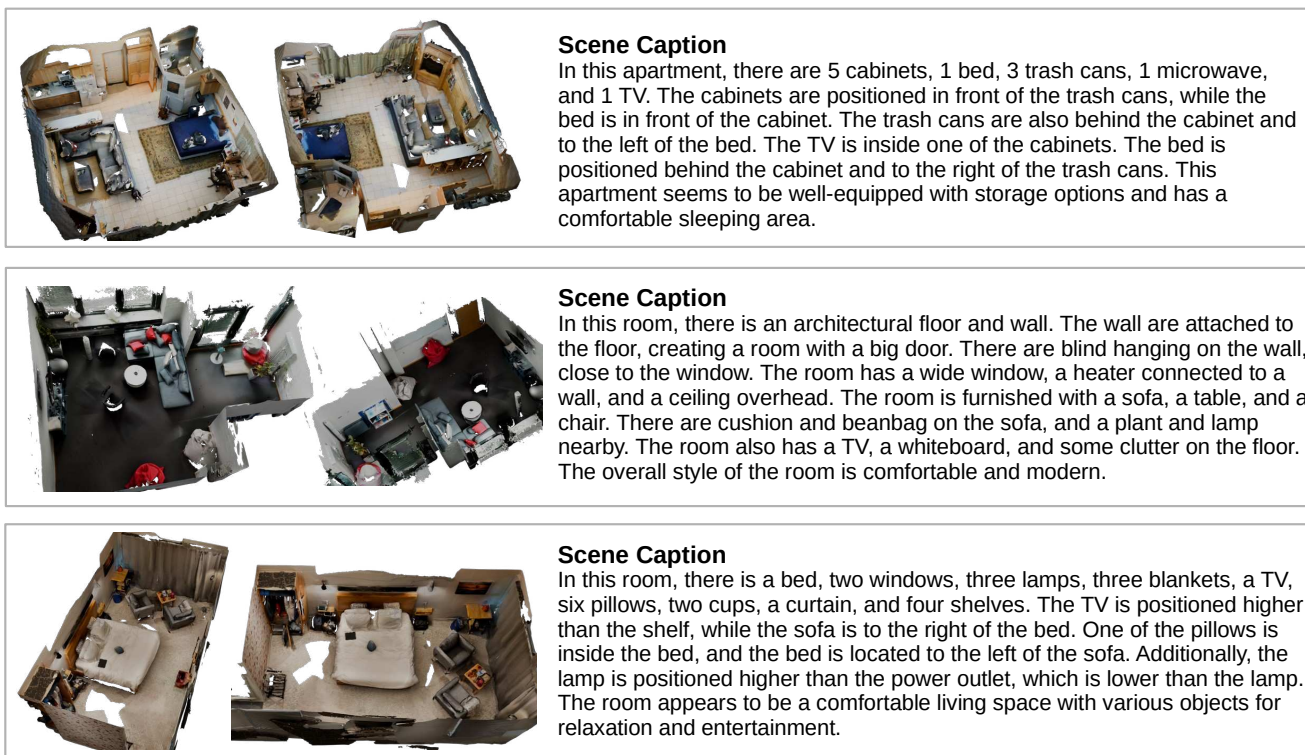 Scene Caption
In this apartment, there are 5 cabinets, 1 bed, 3 trash cans, 1 microwave,
and 1 TV. The cabinets are positioned in front of the trash cans, while the
bed is in front of the cabinet. The trash cans are also behind the cabinet and
to the left of the bed. The TV is inside one of the cabinets. The bed is
positioned behind the cabinet and to the right of the trash cans. This
apartment seems to be well-equipped with storage options and has a
comfortable sleeping area.
Scene Caption
In this room, there is an architectural floor and wall. The wall are attached to
the floor, creating a room with a big door. There are blind hanging on the wall,
close to the window. The room has a wide window, a heater connected to a
wall, and a ceiling overhead. The room is furnished with a sofa, a table, and a
chair. There are cushion and beanbag on the sofa, and a plant and lamp
nearby. The room also has a TV, a whiteboard, and some clutter on the floor.
The overall style of the room is comfortable and modern.
Scene Caption
In this room, there is a bed, two windows, three lamps, three blankets, a TV,
six pillows, two cups, a curtain, and four shelves. The TV is positioned higher
than the shelf, while the sofa is to the right of the bed. One of the pillows is
inside the bed, and the bed is located to the left of the sofa. Additionally, the
lamp is positioned higher than the power outlet, which is lower than the lamp.
The room appears to be a comfortable living space with various objects for
relaxation and entertainment.